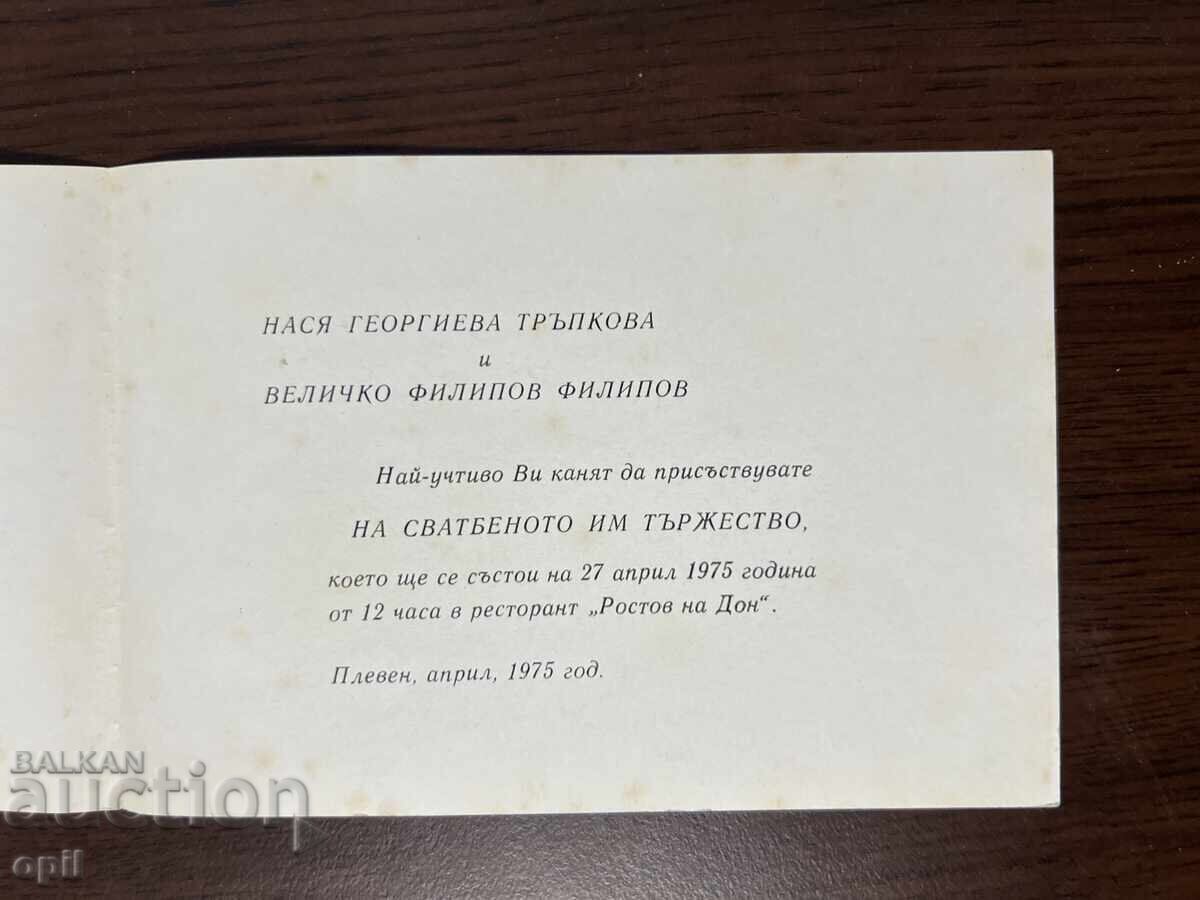 НАСЯ ГЕОРГИЕВА ТРЪПКОВА
и
ВЕЛИЧКО ФИЛИПОВ ФИЛИПОВ
Най-учтиво Ви канят да присъствувате
НА СВАТБЕНОТО ИМ ТЪРЖЕСТВО,
което ще се състои на 27 април 1975 година
от 12 часа в ресторант „Ростов на Дон“.
Плевен, април, 1975 год.
BALKAN
auction
opil